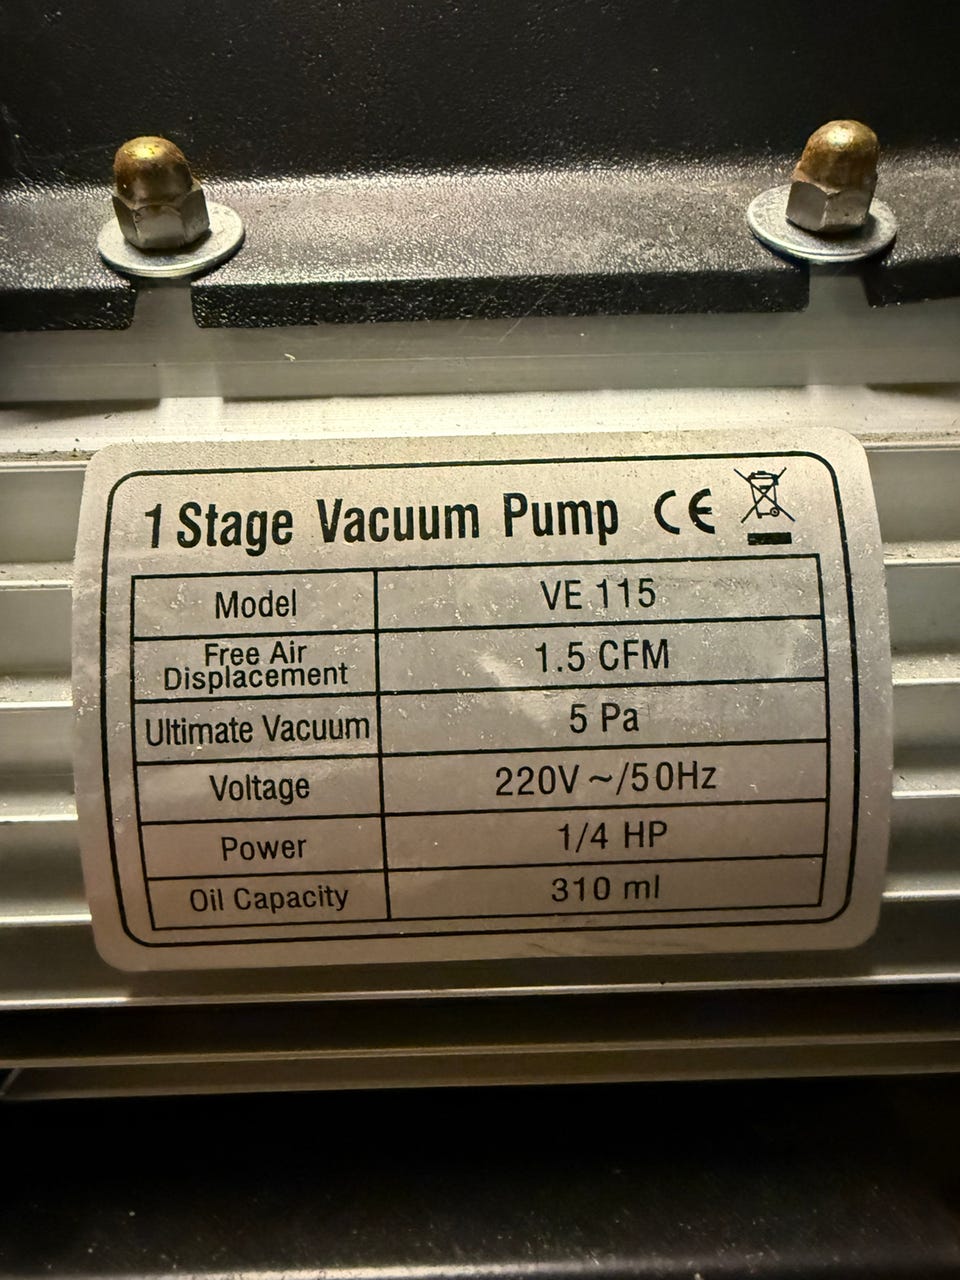 1 Stage Vacuum Pump CE
Model VE 115
Free Air
Displacement 1.5 CFM
Ultimate Vacuum 5 Pa
Voltage 220V ~/50Hz
Power 1/4 HP
Oil Capacity 310 ml